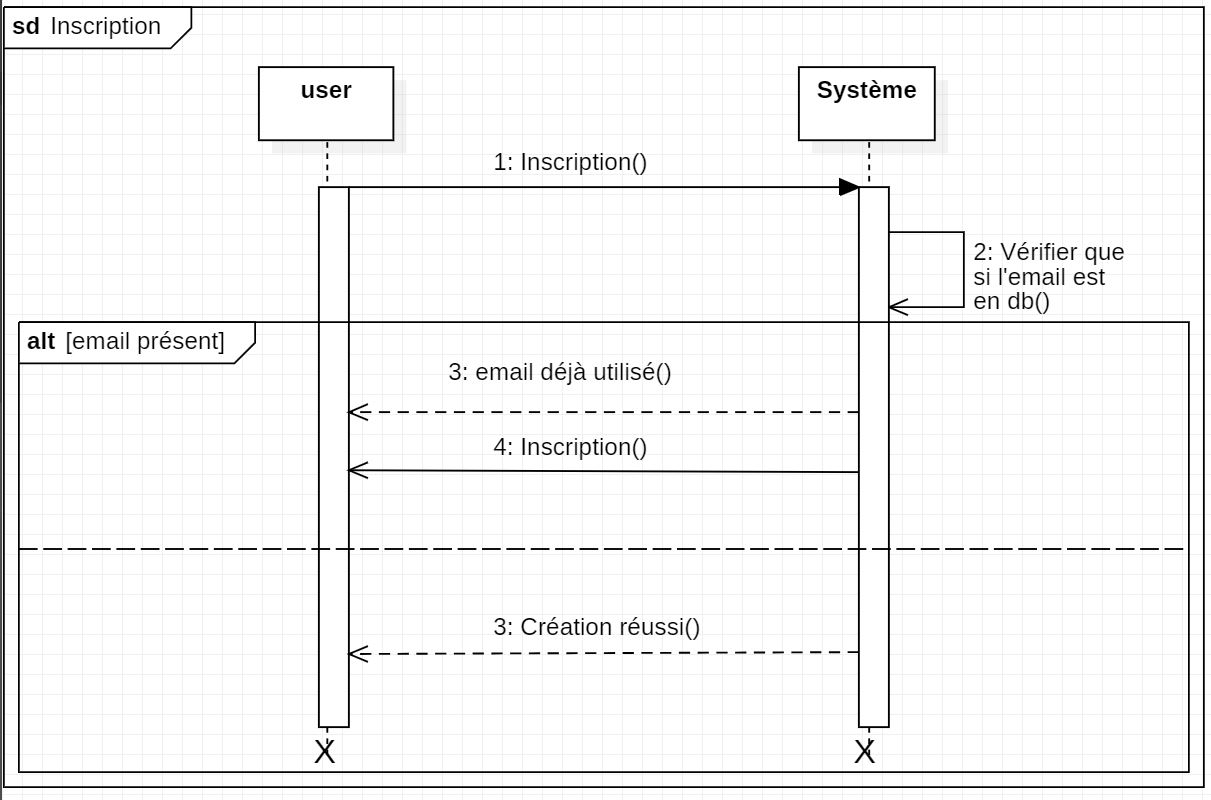 sd Inscription
user
Système
1: Inscription()
2: Vérifier que
si l'email est
en db()
alt [email présent]
3: email déjà utilisé()
4: Inscription()
3: Création réussi()
X
X